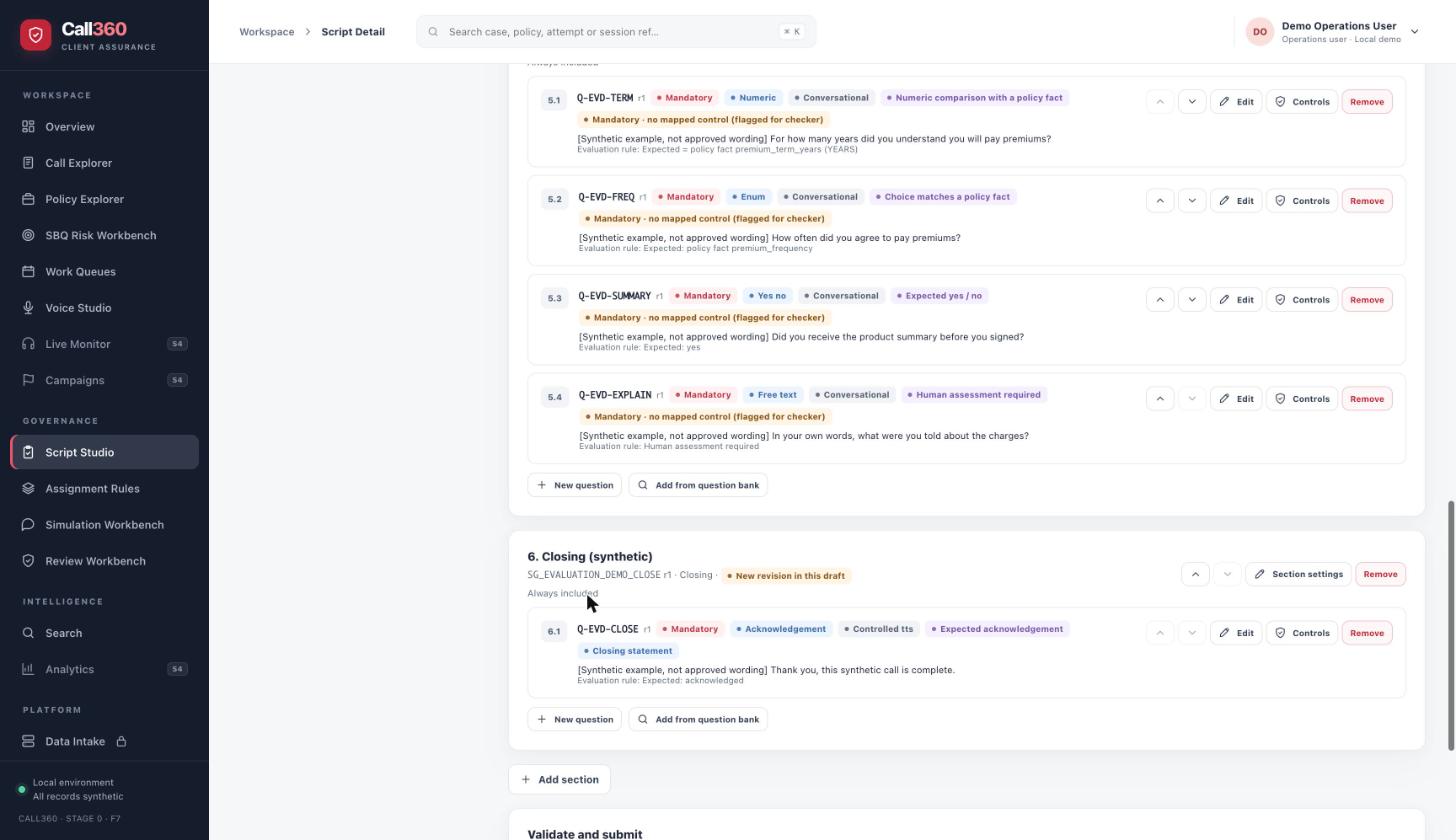 Call360
CLIENT ASSURANCE
WORKSPACE
Overview
Call Explorer
Policy Explorer
SBQ Risk Workbench
Work Queues
Voice Studio
Live Monitor S4
Campaigns S4
GOVERNANCE
Script Studio
Assignment Rules
Simulation Workbench
Review Workbench
INTELLIGENCE
Search
Analytics S4
PLATFORM
Data Intake
Local environment
All records synthetic
CALL360 · STAGE 0 · F7
Workspace > Script Detail
Search case, policy, attempt or session ref...
⌘ K
DO
Demo Operations User
Operations user · Local demo
Always included
5.1 Q-EVD-TERM r1 Mandatory Numeric Conversational Numeric comparison with a policy fact Edit Controls Remove
Mandatory · no mapped control (flagged for checker)
[Synthetic example, not approved wording] For how many years did you understand you will pay premiums?
Evaluation rule: Expected = policy fact premium_term_years (YEARS)
5.2 Q-EVD-FREQ r1 Mandatory Enum Conversational Choice matches a policy fact Edit Controls Remove
Mandatory · no mapped control (flagged for checker)
[Synthetic example, not approved wording] How often did you agree to pay premiums?
Evaluation rule: Expected: policy fact premium_frequency
5.3 Q-EVD-SUMMARY r1 Mandatory Yes no Conversational Expected yes / no Edit Controls Remove
Mandatory · no mapped control (flagged for checker)
[Synthetic example, not approved wording] Did you receive the product summary before you signed?
Evaluation rule: Expected: yes
5.4 Q-EVD-EXPLAIN r1 Mandatory Free text Conversational Human assessment required Edit Controls Remove
Mandatory · no mapped control (flagged for checker)
[Synthetic example, not approved wording] In your own words, what were you told about the charges?
Evaluation rule: Human assessment required
+ New question Add from question bank
6. Closing (synthetic)
SG_EVALUATION_DEMO_CLOSE r1 · Closing · New revision in this draft Section settings Remove
Always included
6.1 Q-EVD-CLOSE r1 Mandatory Acknowledgement Controlled tts Expected acknowledgement Edit Controls Remove
Closing statement
[Synthetic example, not approved wording] Thank you, this synthetic call is complete.
Evaluation rule: Expected: acknowledged
+ New question Add from question bank
+ Add section
Validate and submit